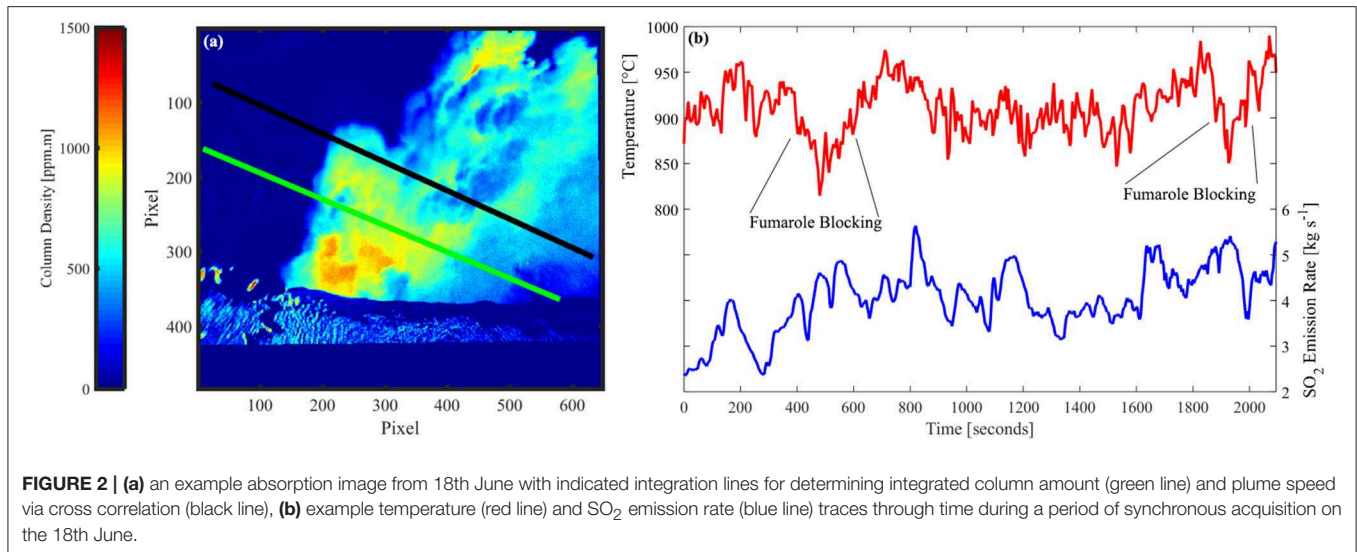 1500
1000
500
0
Column Density [ppm.m]
(a)
100
200
300
400
Pixel
100 200 300 400 500 600
Pixel
(b)
1000
950
900
850
800
Temperature [°C]
Fumarole Blocking
Fumarole Blocking
6
5
4
3
2
SO₂ Emission Rate [kg s⁻¹]
0 200 400 600 800 1000 1200 1400 1600 1800 2000
Time [seconds]
FIGURE 2 | (a) an example absorption image from 18th June with indicated integration lines for determining integrated column amount (green line) and plume speed
via cross correlation (black line), (b) example temperature (red line) and SO₂ emission rate (blue line) traces through time during a period of synchronous acquisition on
the 18th June.